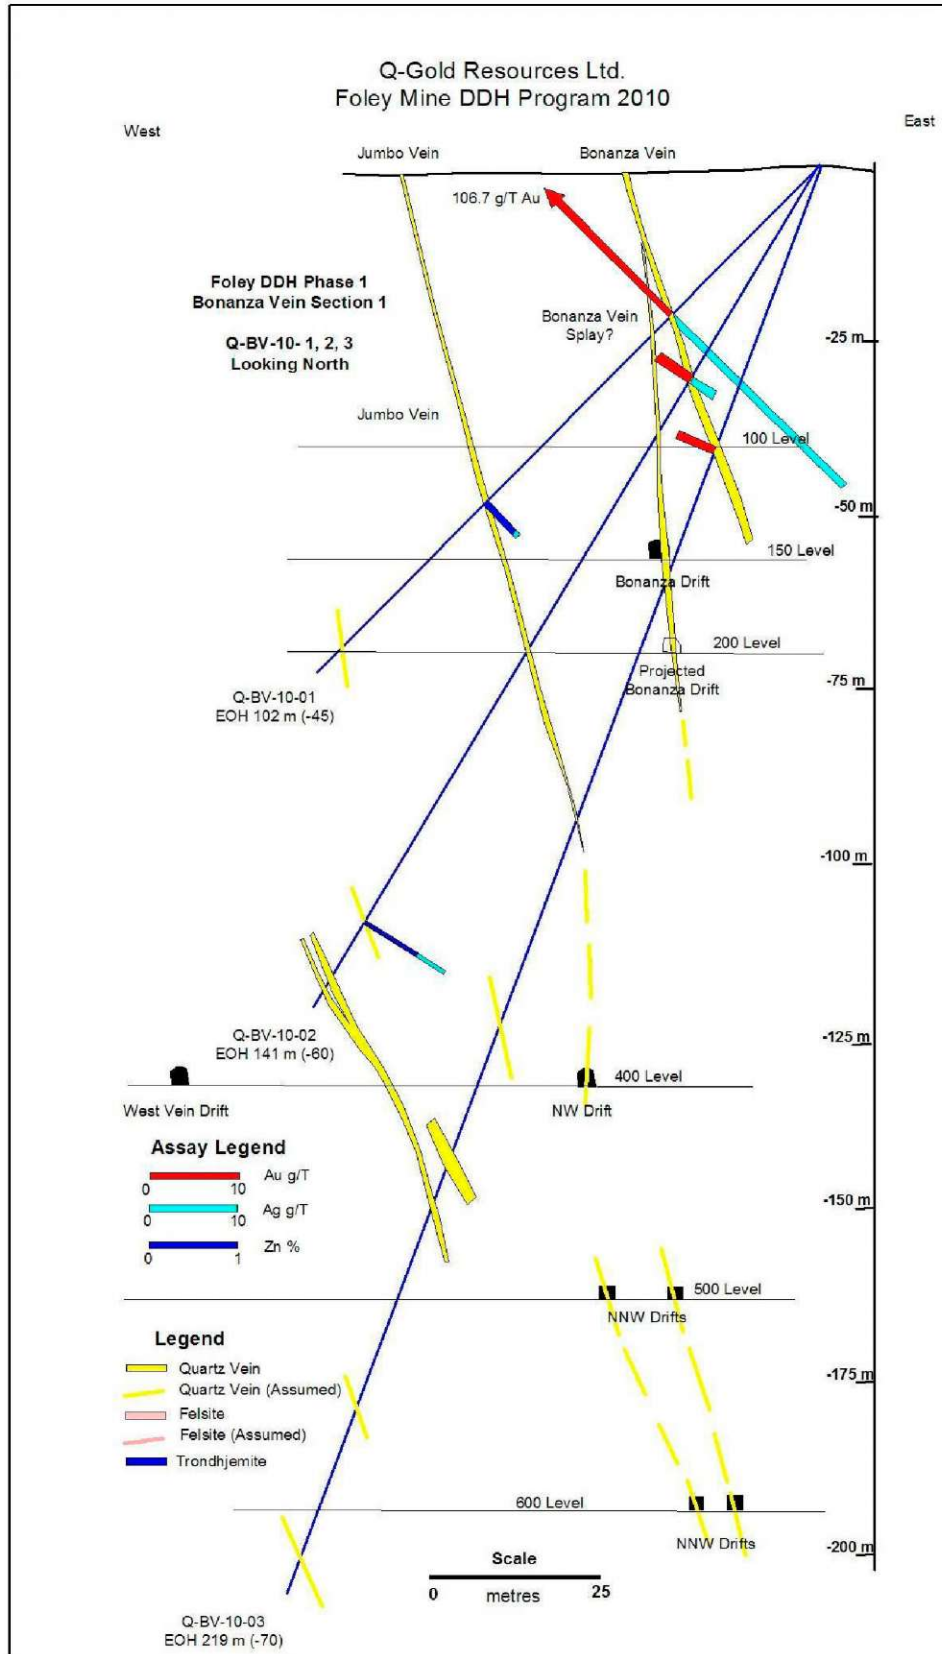 Q-Gold Resources Ltd.
Foley Mine DDH Program 2010
West
East
Jumbo Vein
Bonanza Vein
106.7 g/T Au
Foley DDH Phase 1
Bonanza Vein Section 1
Q-BV-10- 1, 2, 3
Looking North
Bonanza Vein
Splay?
-25 m
Jumbo Vein
100 Level
-50 m
150 Level
Bonanza Drift
200 Level
Projected
Bonanza Drift
-75 m
Q-BV-10-01
EOH 102 m (-45)
-100 m
Q-BV-10-02
EOH 141 m (-60)
-125 m
400 Level
West Vein Drift
NW Drift
Assay Legend
Au g/T
0 10
Ag g/T
0 10
Zn %
0 1
-150 m
500 Level
NNW Drifts
Legend
Quartz Vein
Quartz Vein (Assumed)
Felsite
Felsite (Assumed)
Trondhjemite
-175 m
600 Level
NNW Drifts
-200 m
Scale
0 metres 25
Q-BV-10-03
EOH 219 m (-70)